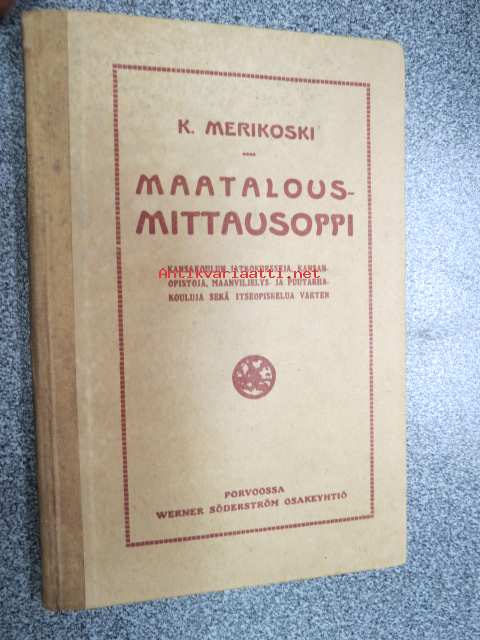 K. MERIKOSKI
MAATALOUS-
MITTAUSOPPI
KANSAKOULUN JATKOKURSSEJA, KANSAN-
Antikvariaatti.net
OPISTOJA, MAANVILJELYS- JA PUUTARHA-
KOULUJA SEKÄ ITSEOPISKELUA VARTEN
PORVOOSSA
WERNER SÖDERSTRÖM OSAKEYHTIÖ